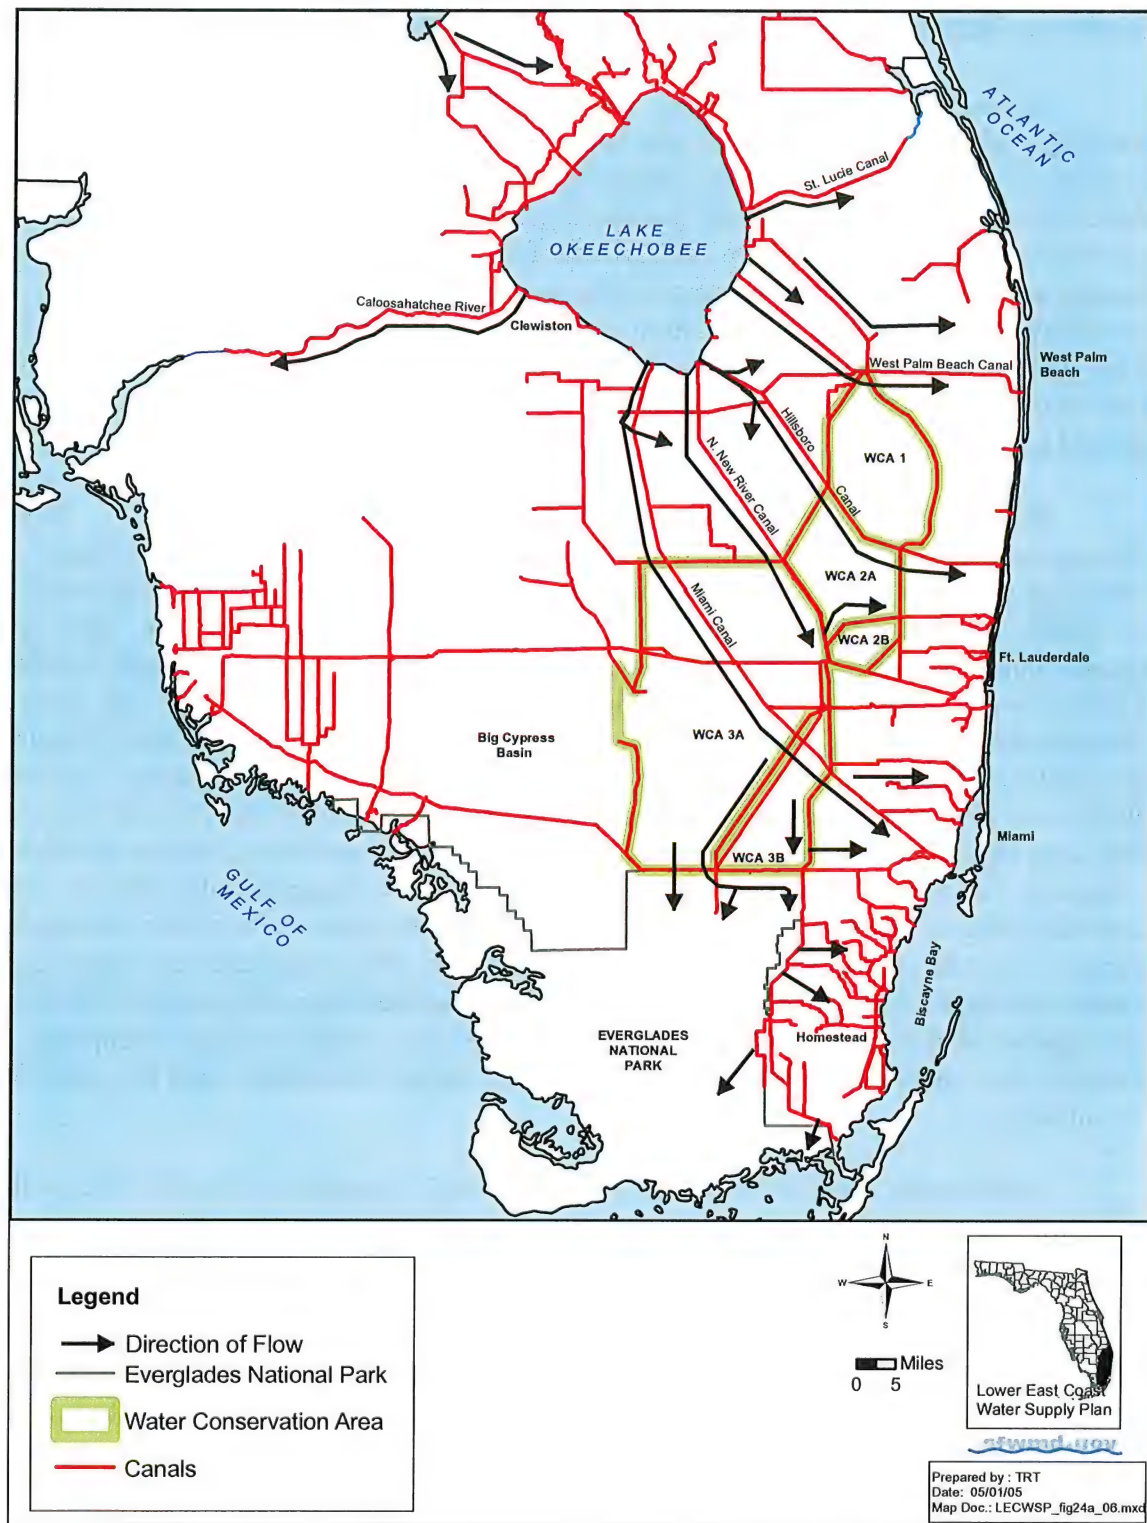 ATLANTIC
OCEAN
St. Lucie Canal
LAKE
OKEECHOBEE
Caloosahatchee River
Clewiston
West Palm Beach Canal
West Palm
Beach
Hillsboro
Canal
WCA 1
N. New River Canal
WCA 2A
Miami Canal
WCA 2B
Ft. Lauderdale
Big Cypress
Basin
WCA 3A
Miami
WCA 3B
GULF OF
MEXICO
Biscayne Bay
EVERGLADES
NATIONAL
PARK
Homestead
Legend
Direction of Flow
Everglades National Park
Water Conservation Area
Canals
N
W
E
S
Miles
0 5
Lower East Coast
Water Supply Plan
sfwmd.gov
Prepared by : TRT
Date: 05/01/05
Map Doc.: LECWSP_fig24a_06.mxd